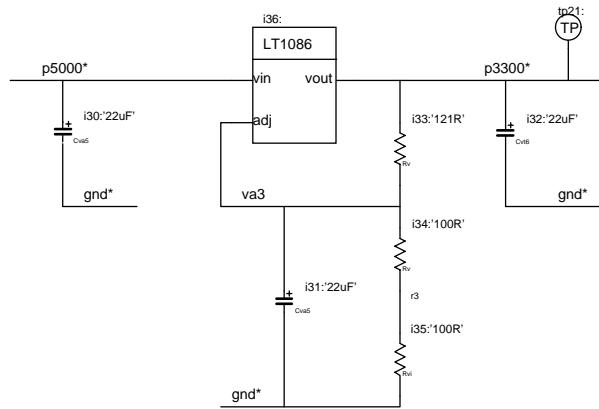 tp21:
i36:
TP
LT1086
p5000*
vin
vout
p3300*
i30:'22uF'
+
Cva5
adj
i33:'121R'
i32:'22uF'
+
Cvt6
Rv
gnd*
va3
gnd*
i34:'100R'
Rv
i31:'22uF'
+
Cva5
r3
i35:'100R'
Rvi
gnd*